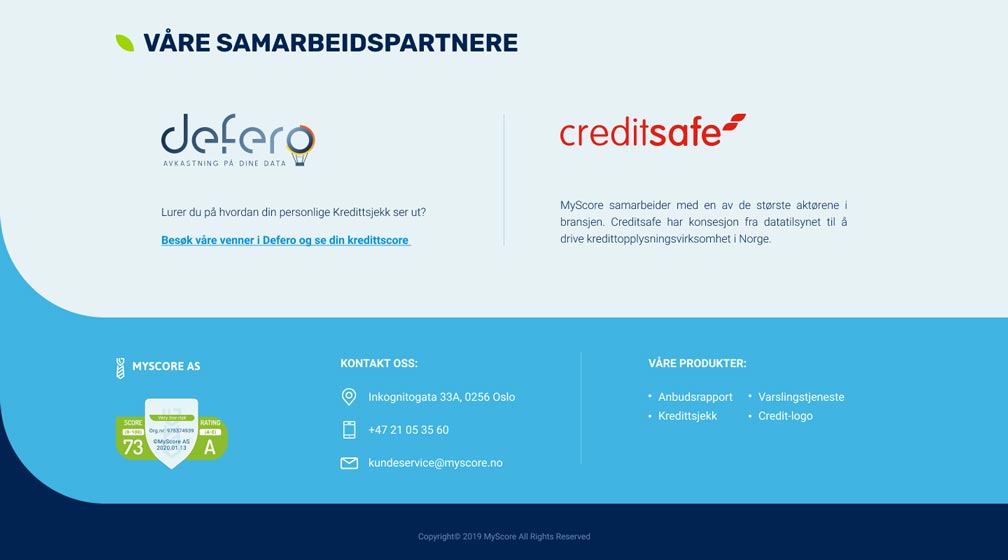 VÅRE SAMARBEIDSPARTNERE
defero
AVKASTNING PÅ DINE DATA
Lurer du på hvordan din personlige Kredittsjekk ser ut?
Besøk våre venner i Defero og se din kredittscore
creditsafe
MyScore samarbeider med en av de største aktørene i
bransjen. Creditsafe har konsesjon fra datatilsynet til å
drive kredittopplysningsvirksomhet i Norge.
MYSCORE AS
SCORE
(0-100)
73
Very low risk
Org.nr: 979374939
©MyScore AS
2020.01.13
RATING
(A-E)
A
KONTAKT OSS:
Inkognitogata 33A, 0256 Oslo
+47 21 05 35 60
kundeservice@myscore.no
VÅRE PRODUKTER:
• Anbudsrapport
• Kredittsjekk
• Varslingstjeneste
• Credit-logo
Copyright© 2019 MyScore All Rights Reserved